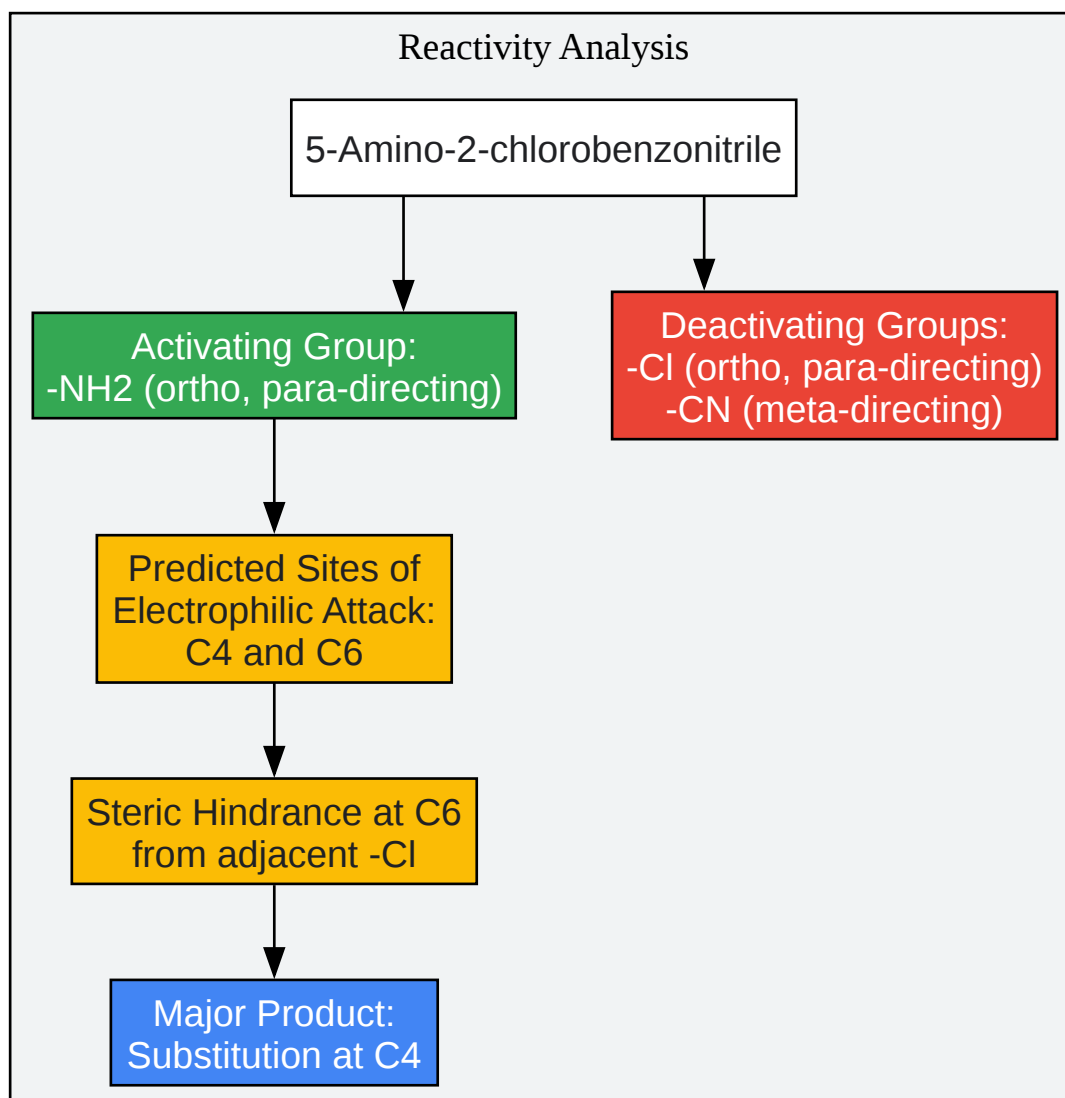 Reactivity Analysis
5-Amino-2-chlorobenzonitrile
Activating Group:
-NH2 (ortho, para-directing)
Deactivating Groups:
-Cl (ortho, para-directing)
-CN (meta-directing)
Predicted Sites of
Electrophilic Attack:
C4 and C6
Steric Hindrance at C6
from adjacent -Cl
Major Product:
Substitution at C4